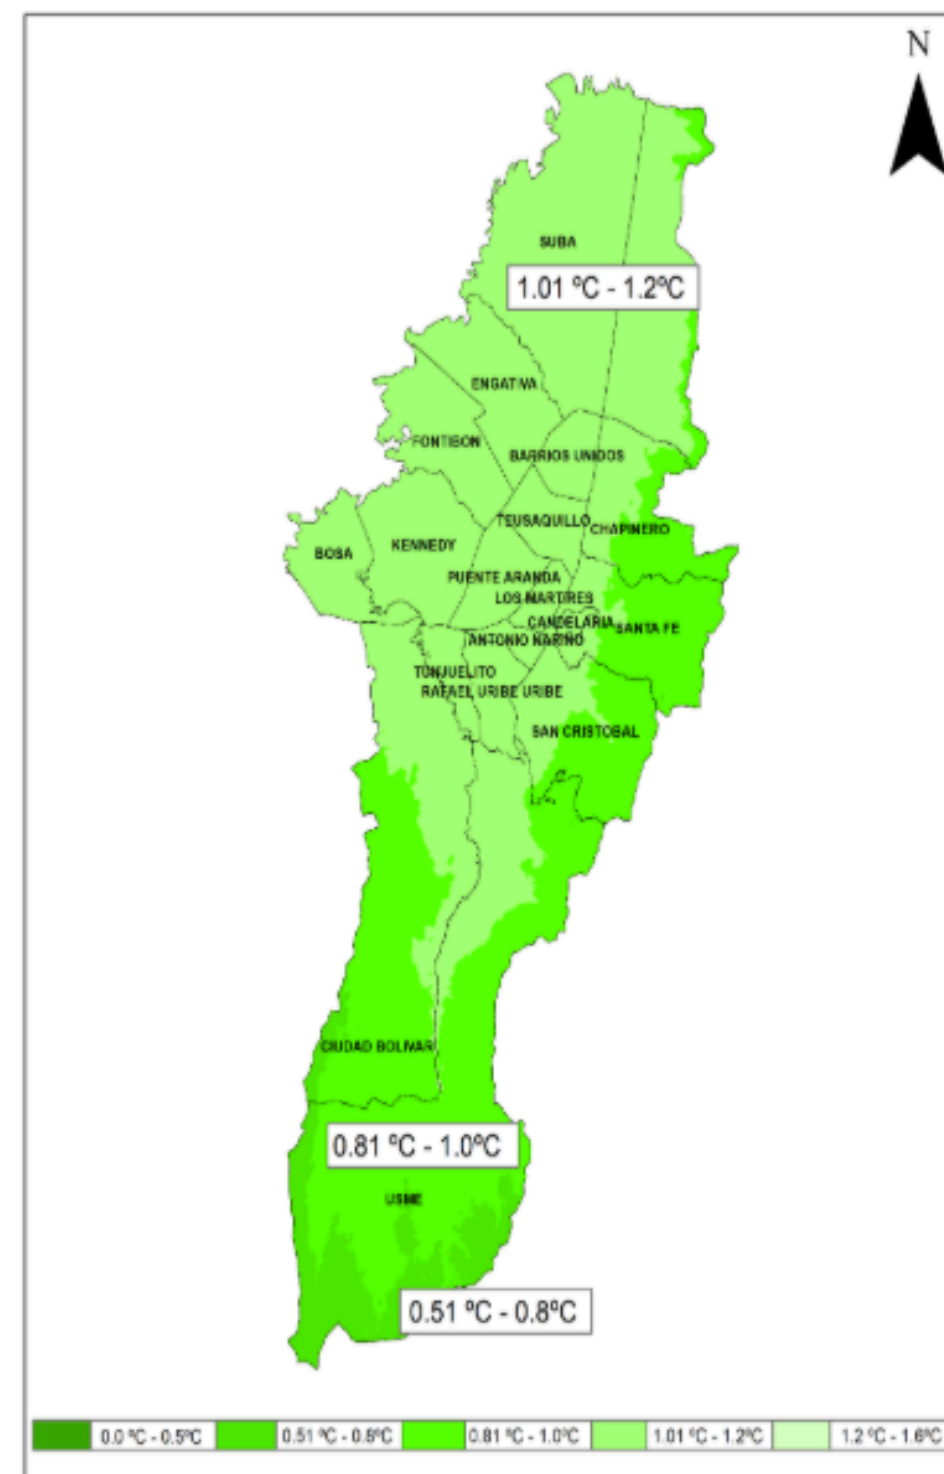 N
SUBA
1.01 ºC - 1.2ºC
ENGATIVA
FONTIBON
BARRIOS UNIDOS
TEUSAQUILLO
CHAPINERO
BOSA
KENNEDY
PUENTE ARANDA
LOS MARTIRES
CANDELARIA
SANTA FE
ANTONIO NARIÑO
TUNJUELITO
RAFAEL URIBE URIBE
SAN CRISTOBAL
CIUDAD BOLIVAR
0.81 ºC - 1.0ºC
USME
0.51 ºC - 0.8ºC
0.0 ºC - 0.5ºC 0.51 ºC - 0.8ºC 0.81 ºC - 1.0ºC 1.01 ºC - 1.2ºC 1.2 ºC - 1.6ºC